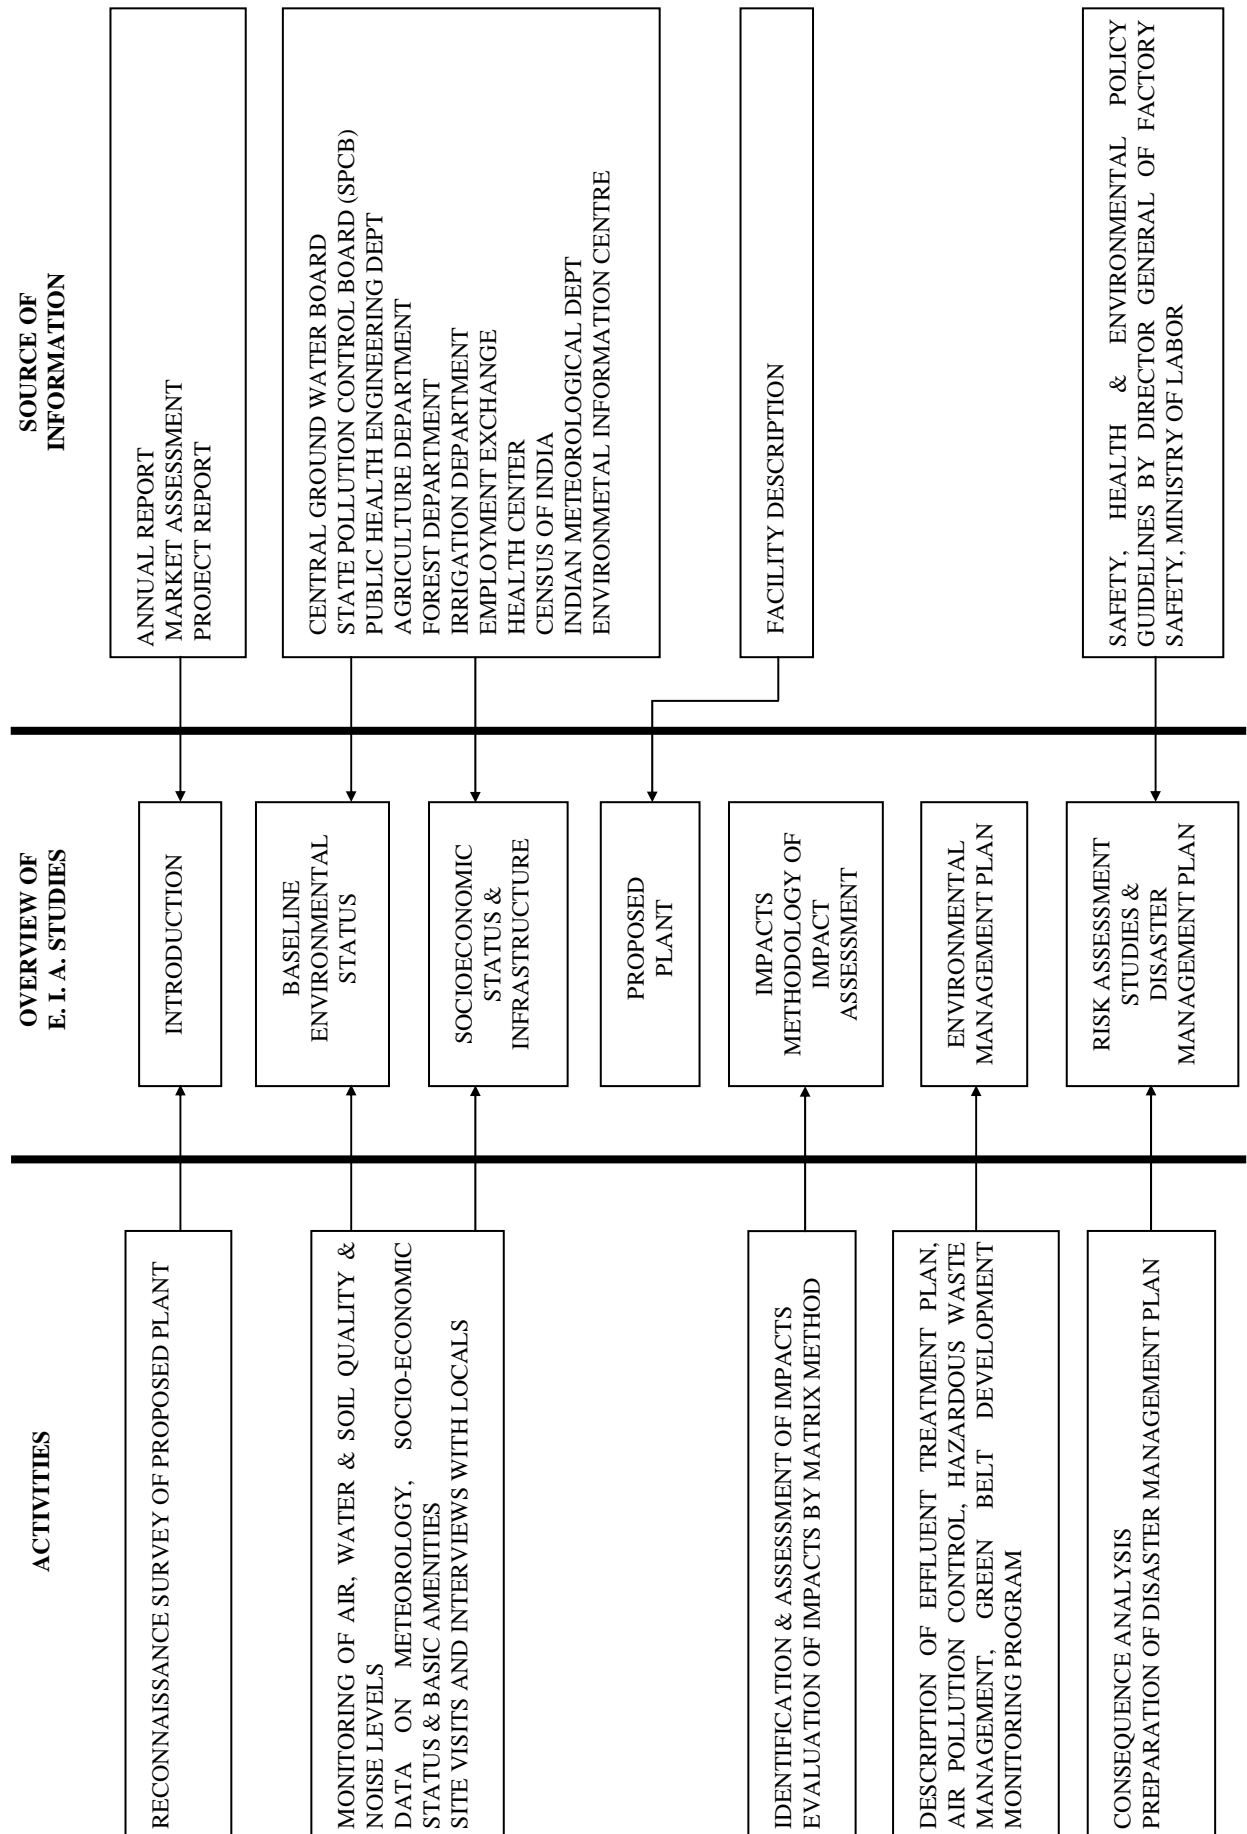 ACTIVITIES
RECONNAISSANCE SURVEY OF PROPOSED PLANT
MONITORING OF AIR, WATER & SOIL QUALITY &
NOISE LEVELS
DATA ON METEOROLOGY, SOCIO-ECONOMIC
STATUS & BASIC AMENITIES
SITE VISITS AND INTERVIEWS WITH LOCALS
IDENTIFICATION & ASSESSMENT OF IMPACTS
EVALUATION OF IMPACTS BY MATRIX METHOD
DESCRIPTION OF EFFLUENT TREATMENT PLAN,
AIR POLLUTION CONTROL, HAZARDOUS WASTE
MANAGEMENT, GREEN BELT DEVELOPMENT
MONITORING PROGRAM
CONSEQUENCE ANALYSIS
PREPARATION OF DISASTER MANAGEMENT PLAN
OVERVIEW OF
E. I. A. STUDIES
INTRODUCTION
BASELINE
ENVIRONMENTAL
STATUS
SOCIOECONOMIC
STATUS &
INFRASTRUCTURE
PROPOSED
PLANT
IMPACTS
METHODOLOGY OF
IMPACT
ASSESSMENT
ENVIRONMENTAL
MANAGEMENT PLAN
RISK ASSESSMENT
STUDIES &
DISASTER
MANAGEMENT PLAN
SOURCE OF
INFORMATION
ANNUAL REPORT
MARKET ASSESSMENT
PROJECT REPORT
CENTRAL GROUND WATER BOARD
STATE POLLUTION CONTROL BOARD (SPCB)
PUBLIC HEALTH ENGINEERING DEPT
AGRICULTURE DEPARTMENT
FOREST DEPARTMENT
IRRIGATION DEPARTMENT
EMPLOYMENT EXCHANGE
HEALTH CENTER
CENSUS OF INDIA
INDIAN METEOROLOGICAL DEPT
ENVIRONMETAL INFORMATION CENTRE
FACILITY DESCRIPTION
SAFETY, HEALTH & ENVIRONMENTAL POLICY
GUIDELINES BY DIRECTOR GENERAL OF FACTORY
SAFETY, MINISTRY OF LABOR